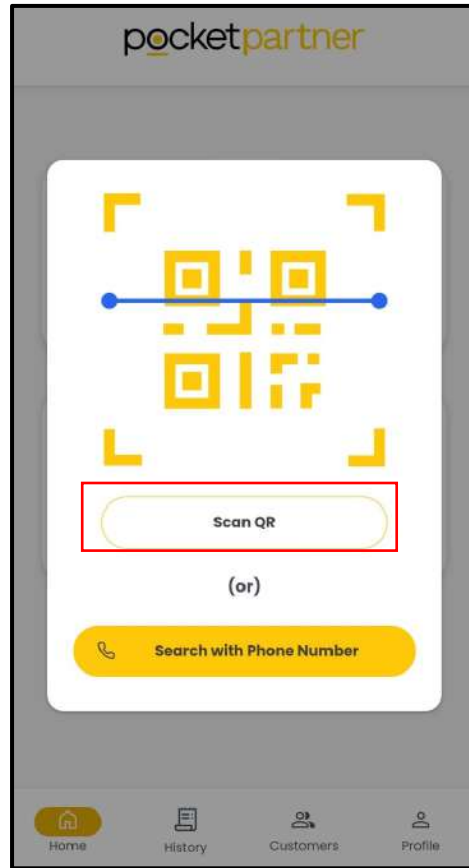 pocketpartner
Scan QR
(or)
Search with Phone Number
Home
History
Customers
Profile